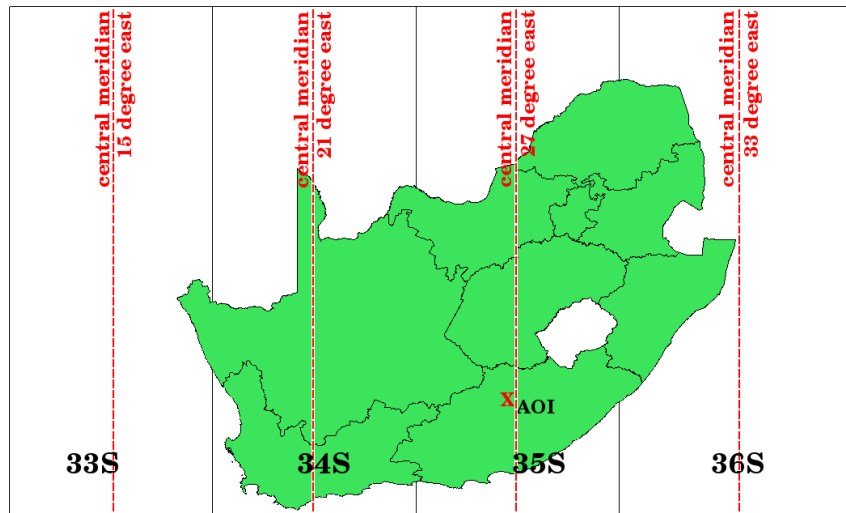 central meridian
15 degree east
central meridian
21 degree east
central meridian
27 degree east
central meridian
33 degree east
X
AOI
33S
34S
35S
36S